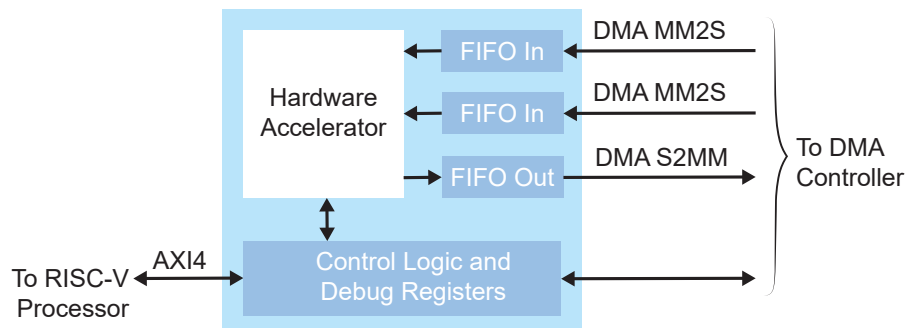 DMA MM2S
FIFO In
DMA MM2S
Hardware
Accelerator
FIFO In
DMA S2MM
To DMA
Controller
FIFO Out
AXI4
Control Logic and
Debug Registers
To RISC-V
Processor